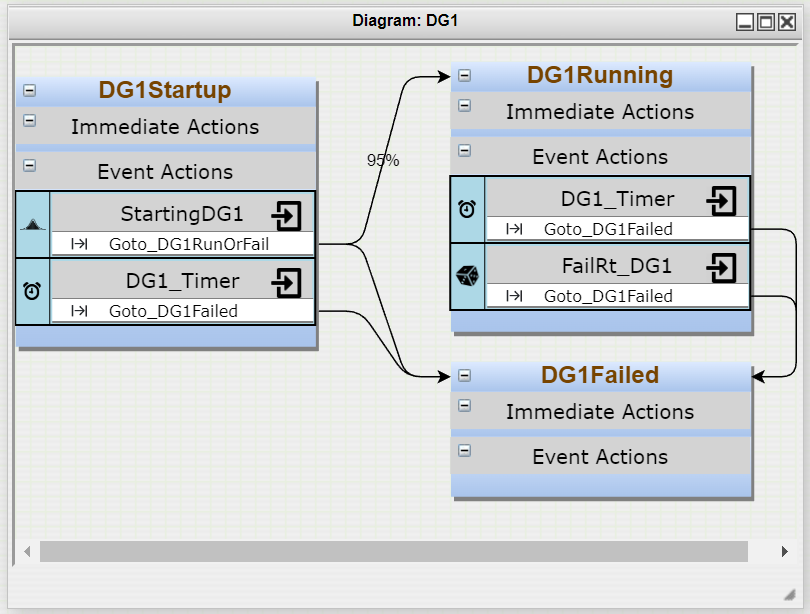 Diagram: DG1
DG1Startup
Immediate Actions
Event Actions
StartingDG1
Goto_DG1RunOrFail
DG1_Timer
Goto_DG1Failed
95%
DG1Running
Immediate Actions
Event Actions
DG1_Timer
Goto_DG1Failed
FailRt_DG1
Goto_DG1Failed
DG1Failed
Immediate Actions
Event Actions